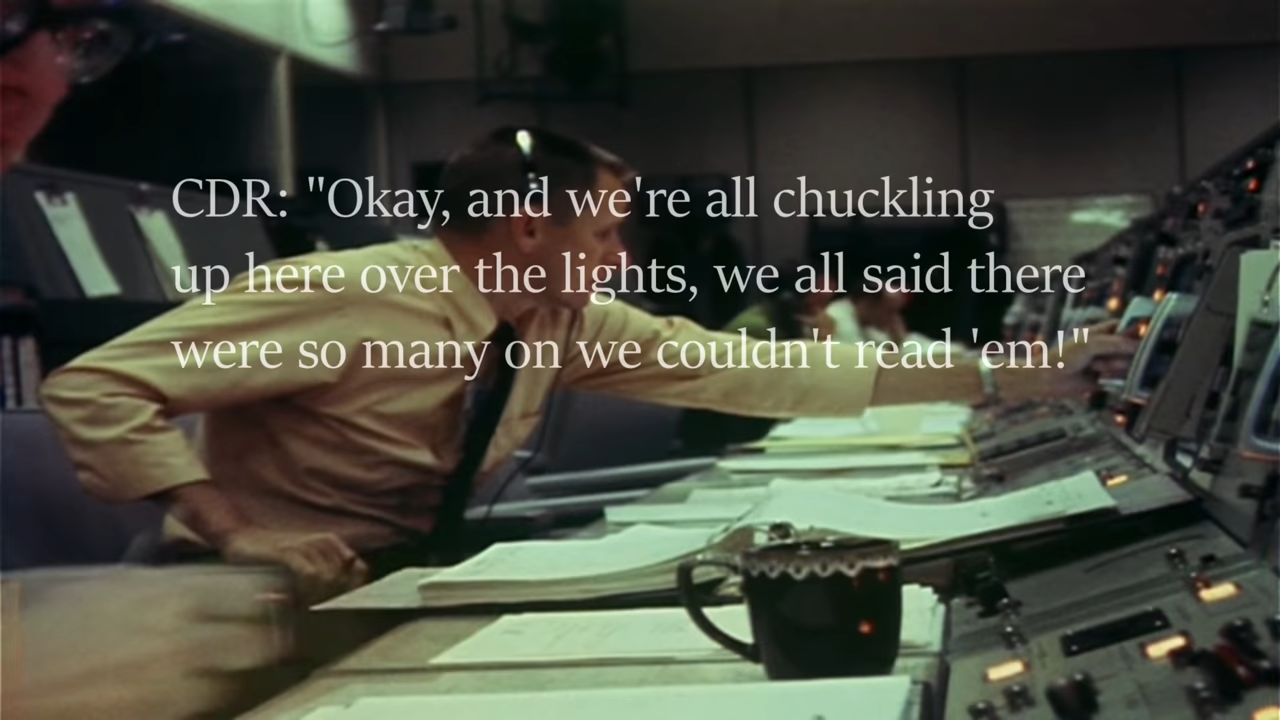 CDR: "Okay, and we're all chuckling
up here over the lights, we all said there
were so many on we couldn't read 'em!"